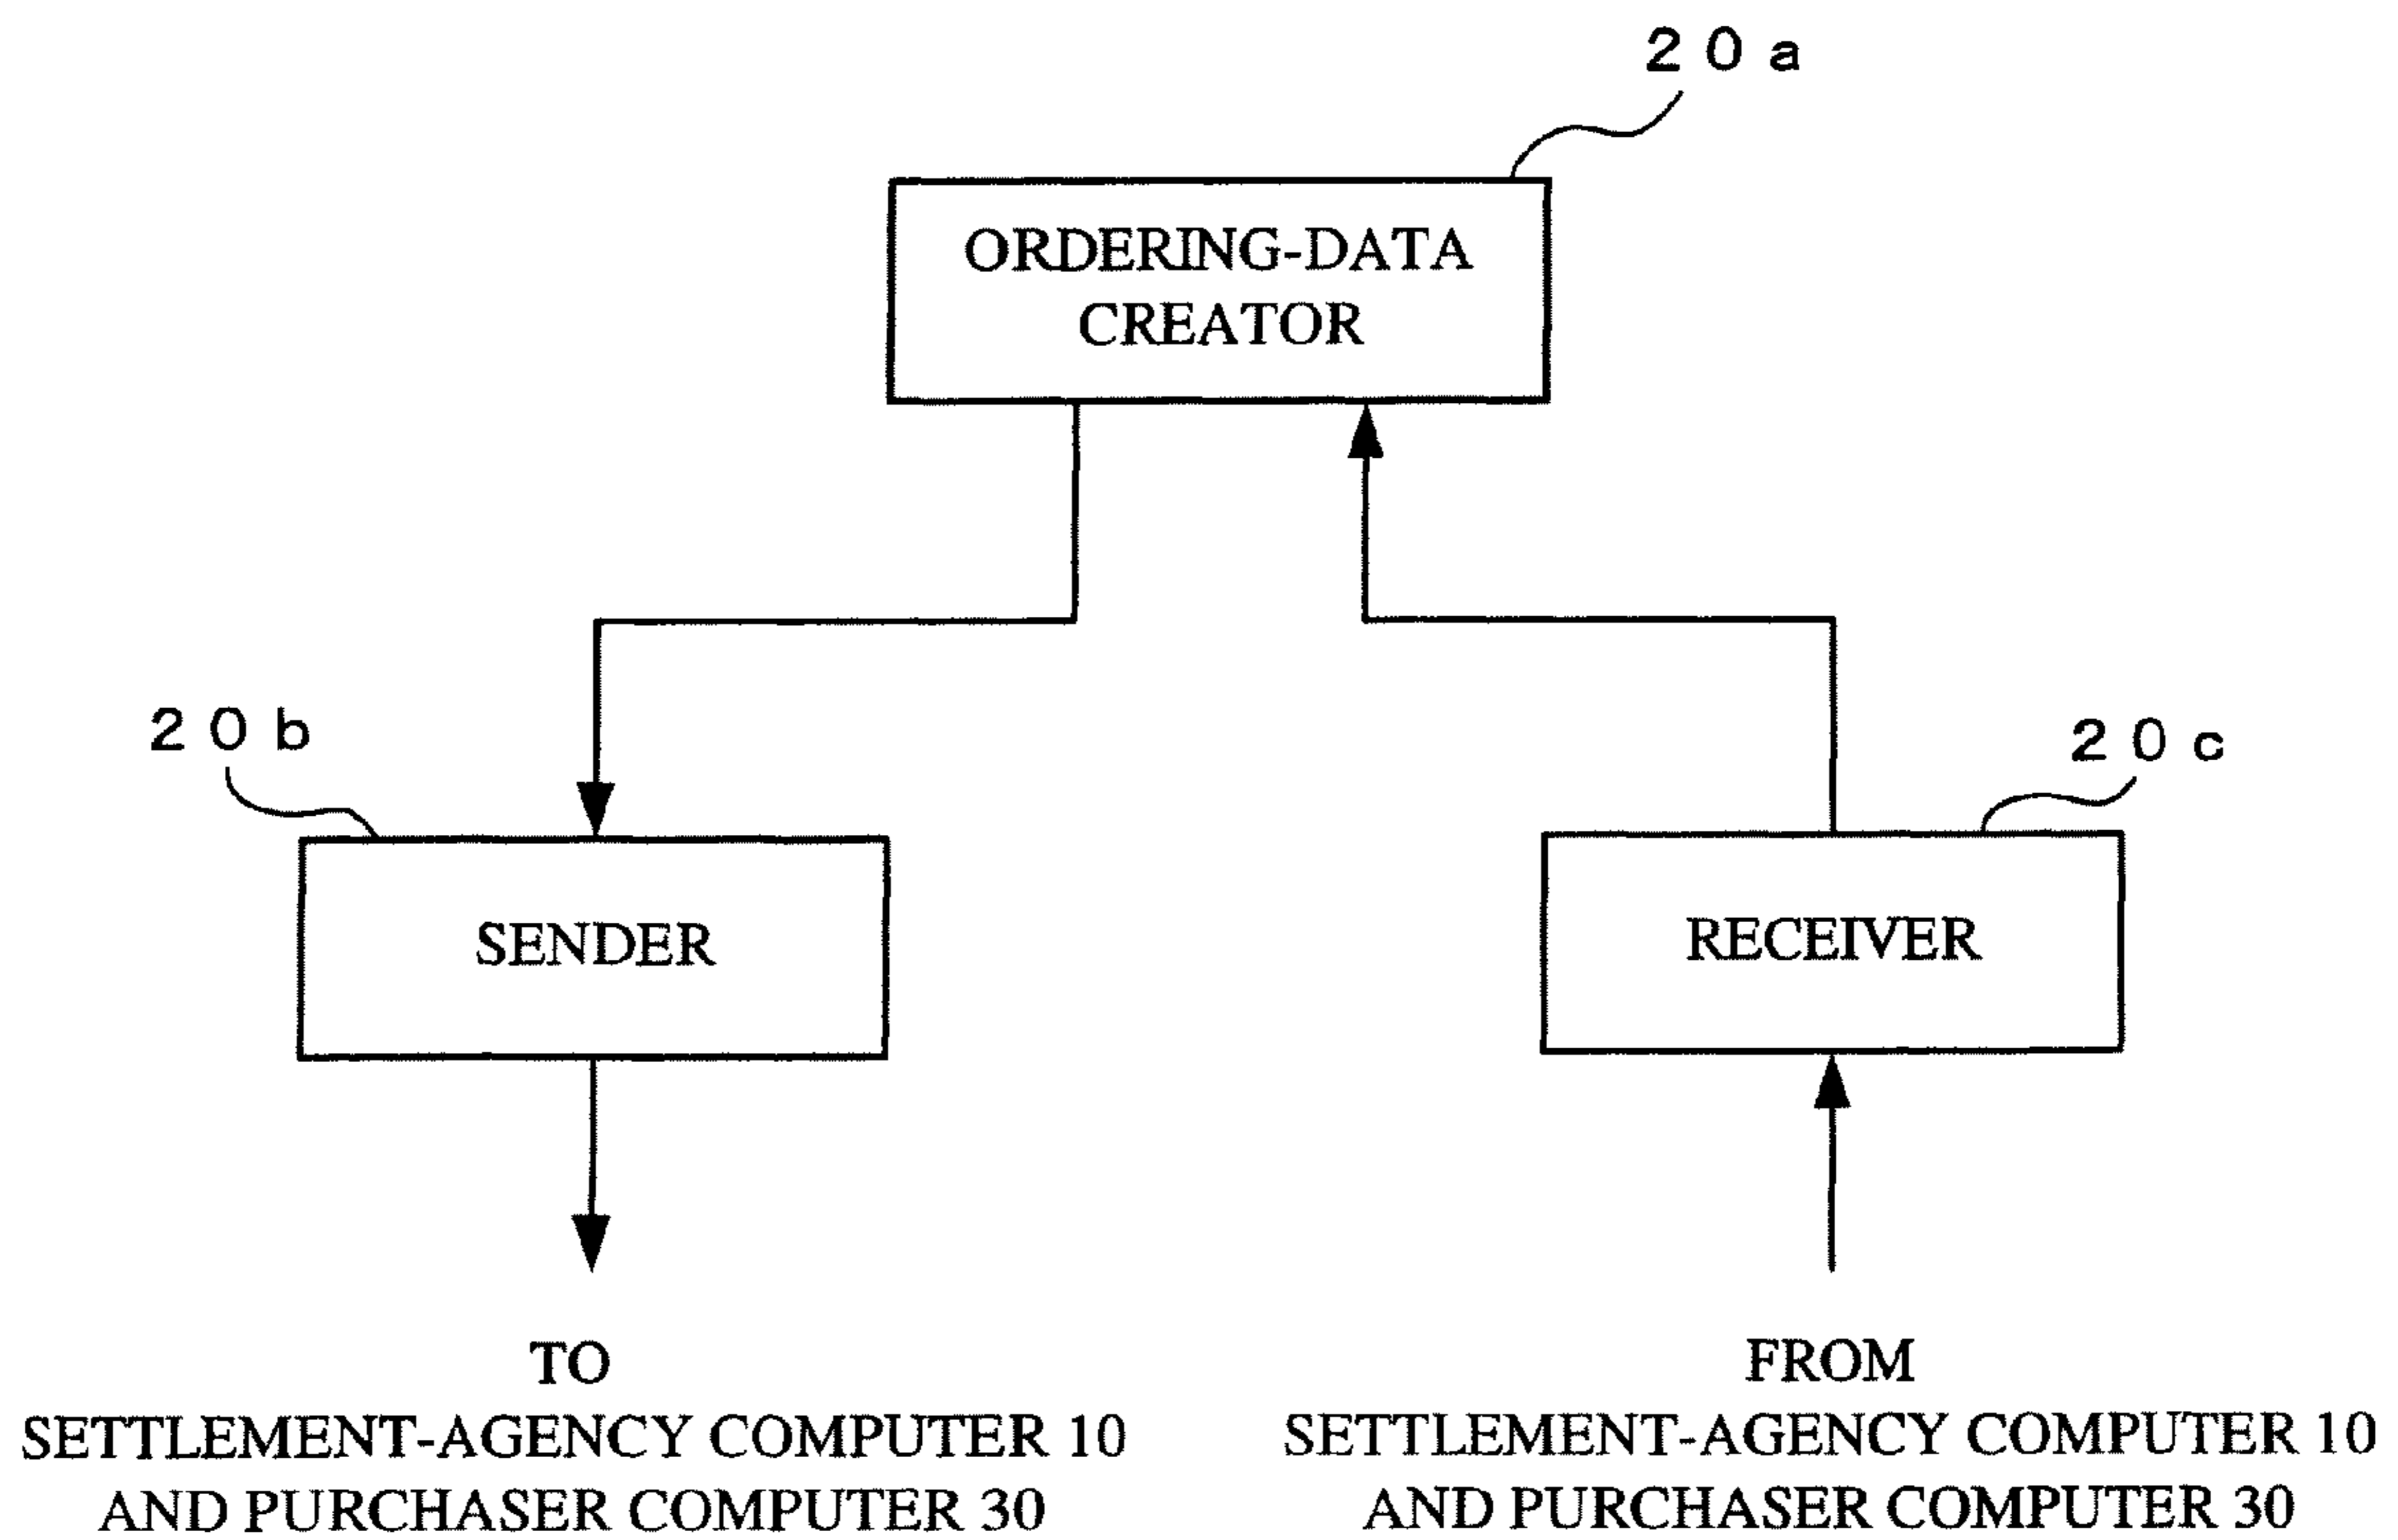 20a
ORDERING-DATA
CREATOR
20b
20c
SENDER
RECEIVER
TO
SETTLEMENT-AGENCY COMPUTER 10
AND PURCHASER COMPUTER 30
FROM
SETTLEMENT-AGENCY COMPUTER 10
AND PURCHASER COMPUTER 30